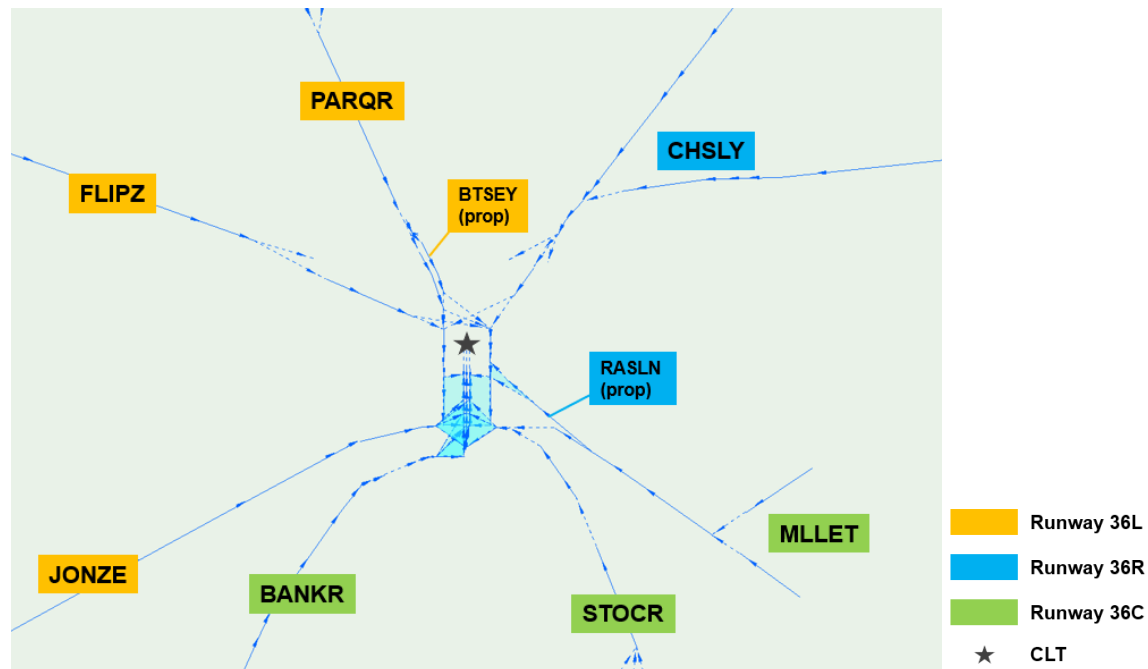 PARQR
CHSLY
FLIPZ
BTSEY
(prop)
RASLN
(prop)
MLLET
JONZE
BANKR
STOCR
Runway 36L
Runway 36R
Runway 36C
CLT